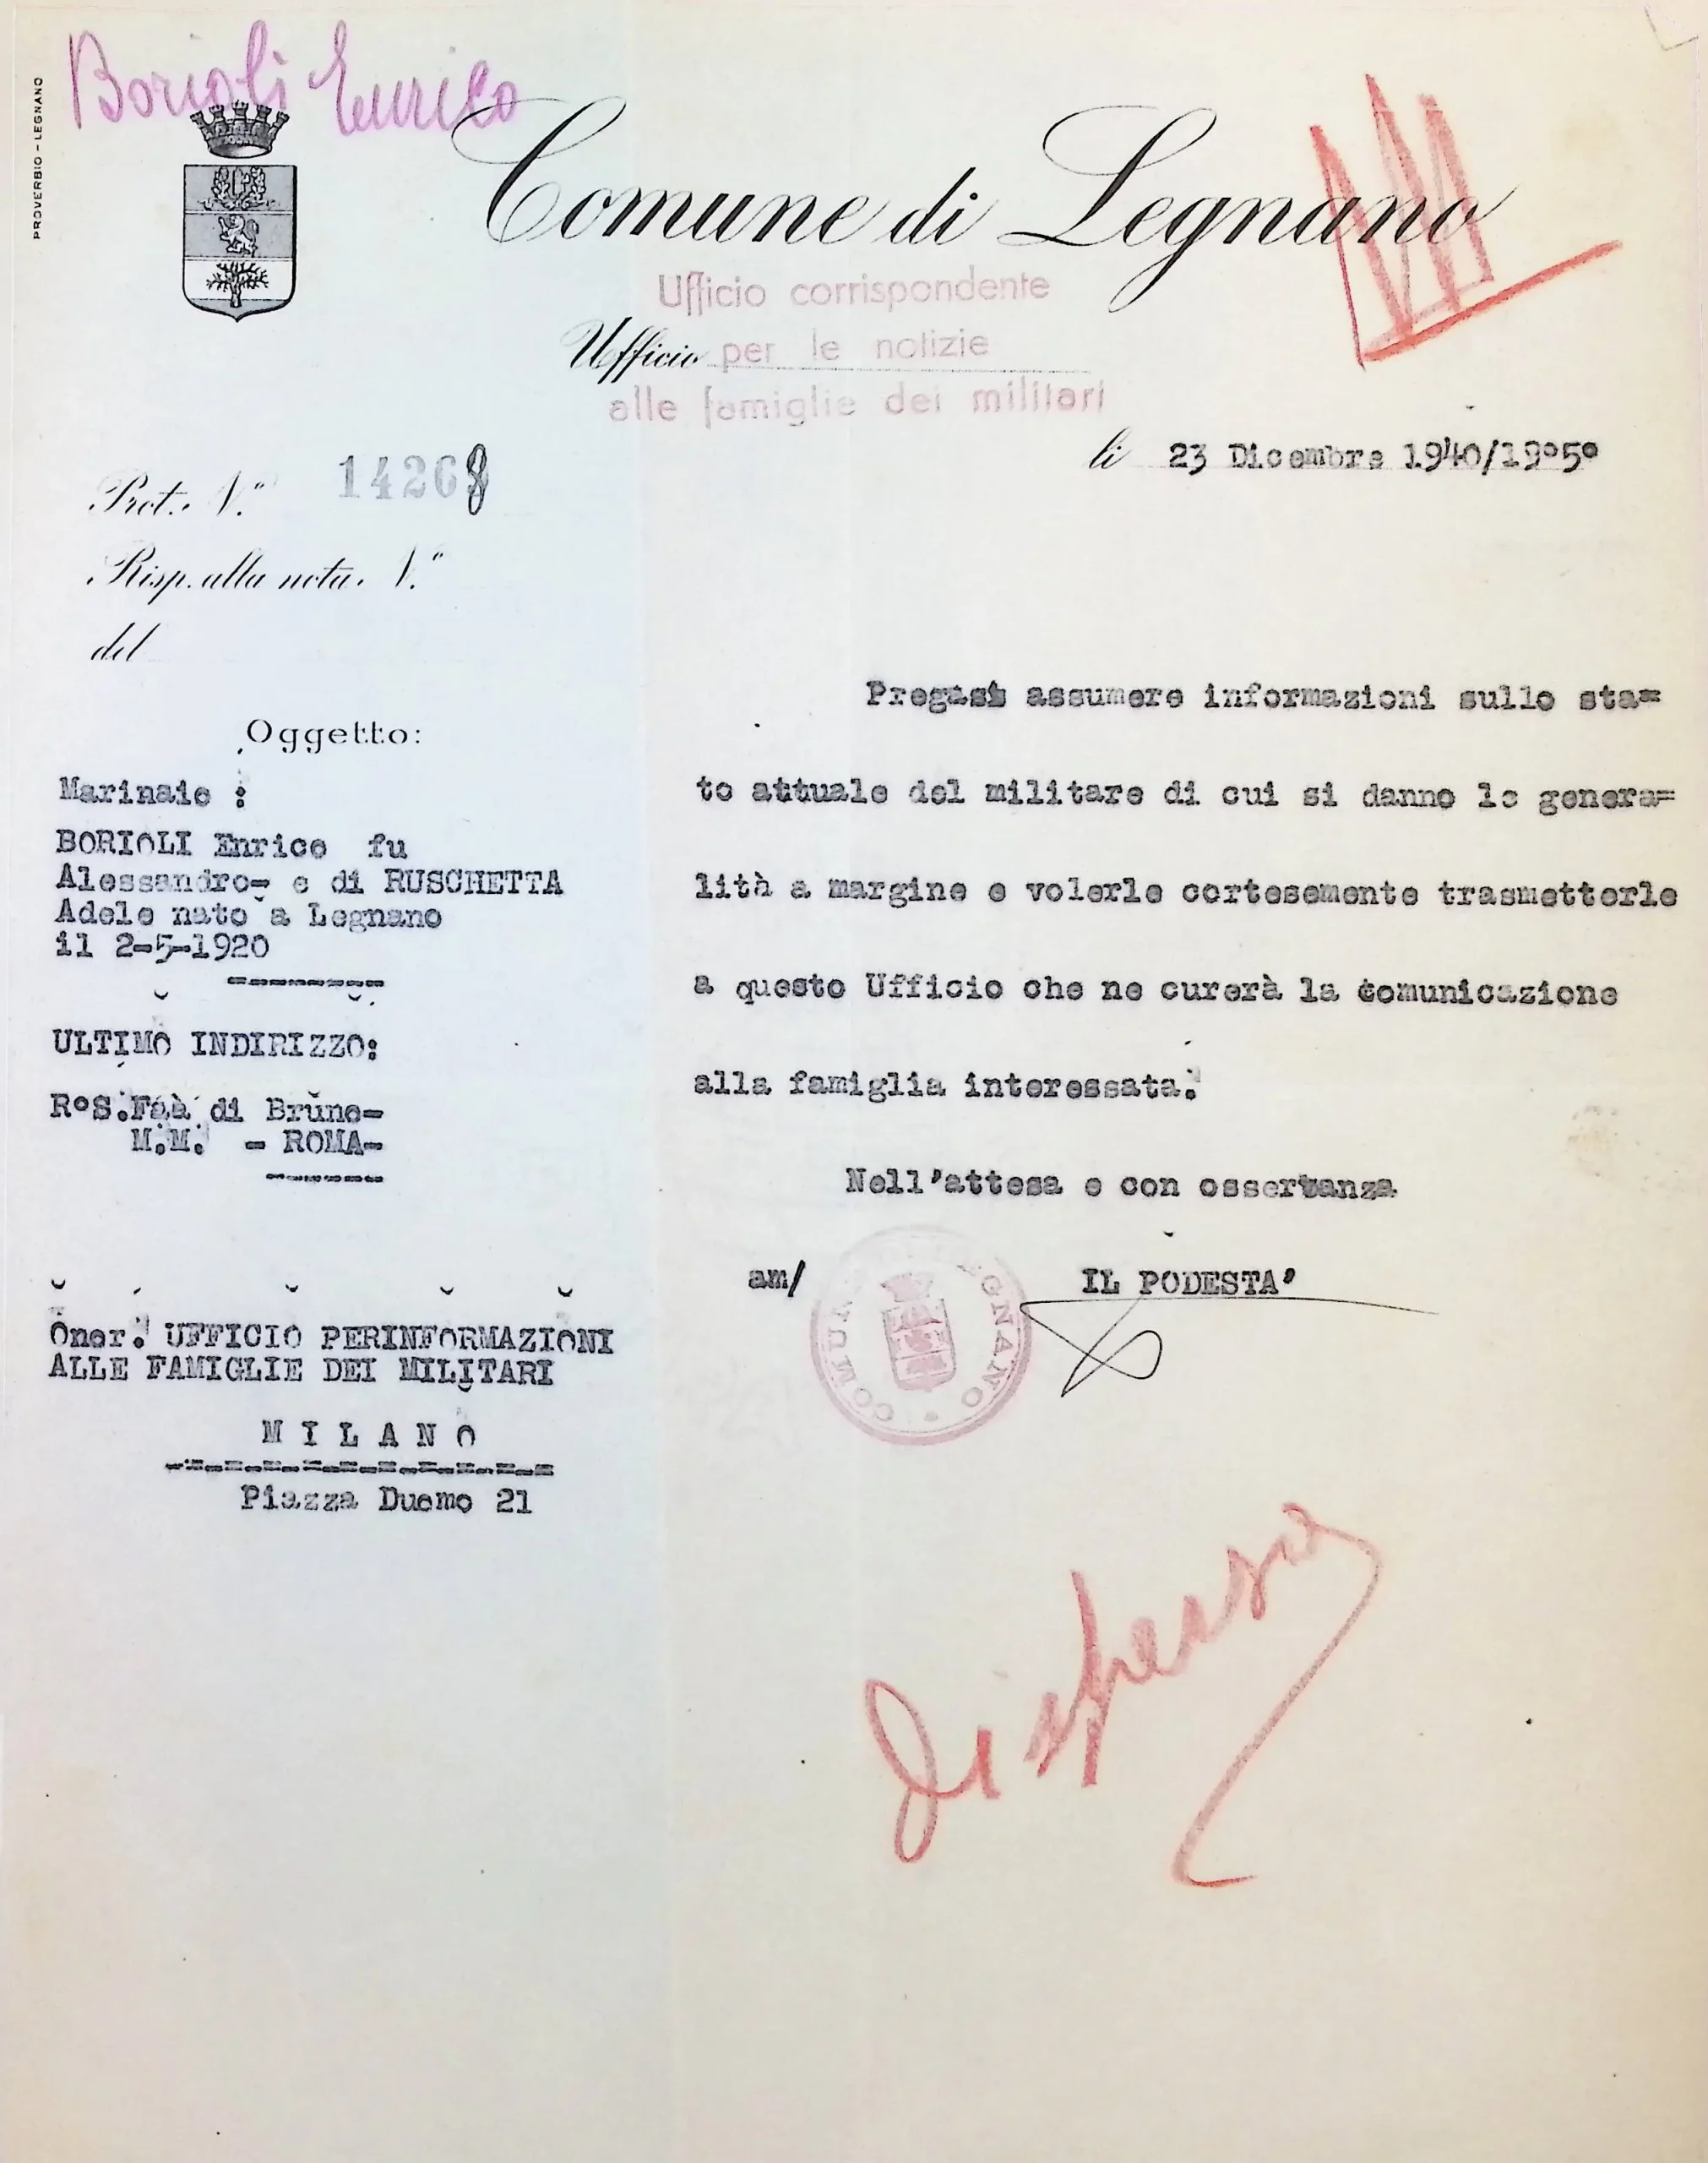 Borioli Enrico
PROVERBIO - LEGNANO
Comune di Legnano
Ufficio corrispondente
Ufficio per le notizie
alle famiglie dei militari
li 23 Dicembre 1940/19°5°
Prot. N.° 14268
Risp. alla nota N.°
del
Oggetto:
Marinaio :
BORIOLI Enrico fu
Alessandro- e di RUSCHETTA
Adele nato a Legnano
il 2-5-1920
ULTIMO INDIRIZZO:
R°S.Faà di Bruno-
M.M. - ROMA-
Oner. UFFICIO PERINFORMAZIONI
ALLE FAMIGLIE DEI MILITARI
MILANO
Piazza Duomo 21
Pregasi assumere informazioni sullo sta=
to attuale del militare di cui si danno le genera=
lità a margine e volerle cortesemente trasmetterle
a questo Ufficio che ne curerà la comunicazione
alla famiglia interessata.
Nell'attesa e con ossertanza
am/ IL PODESTA'
COMUNE DI LEGNANO
disperso